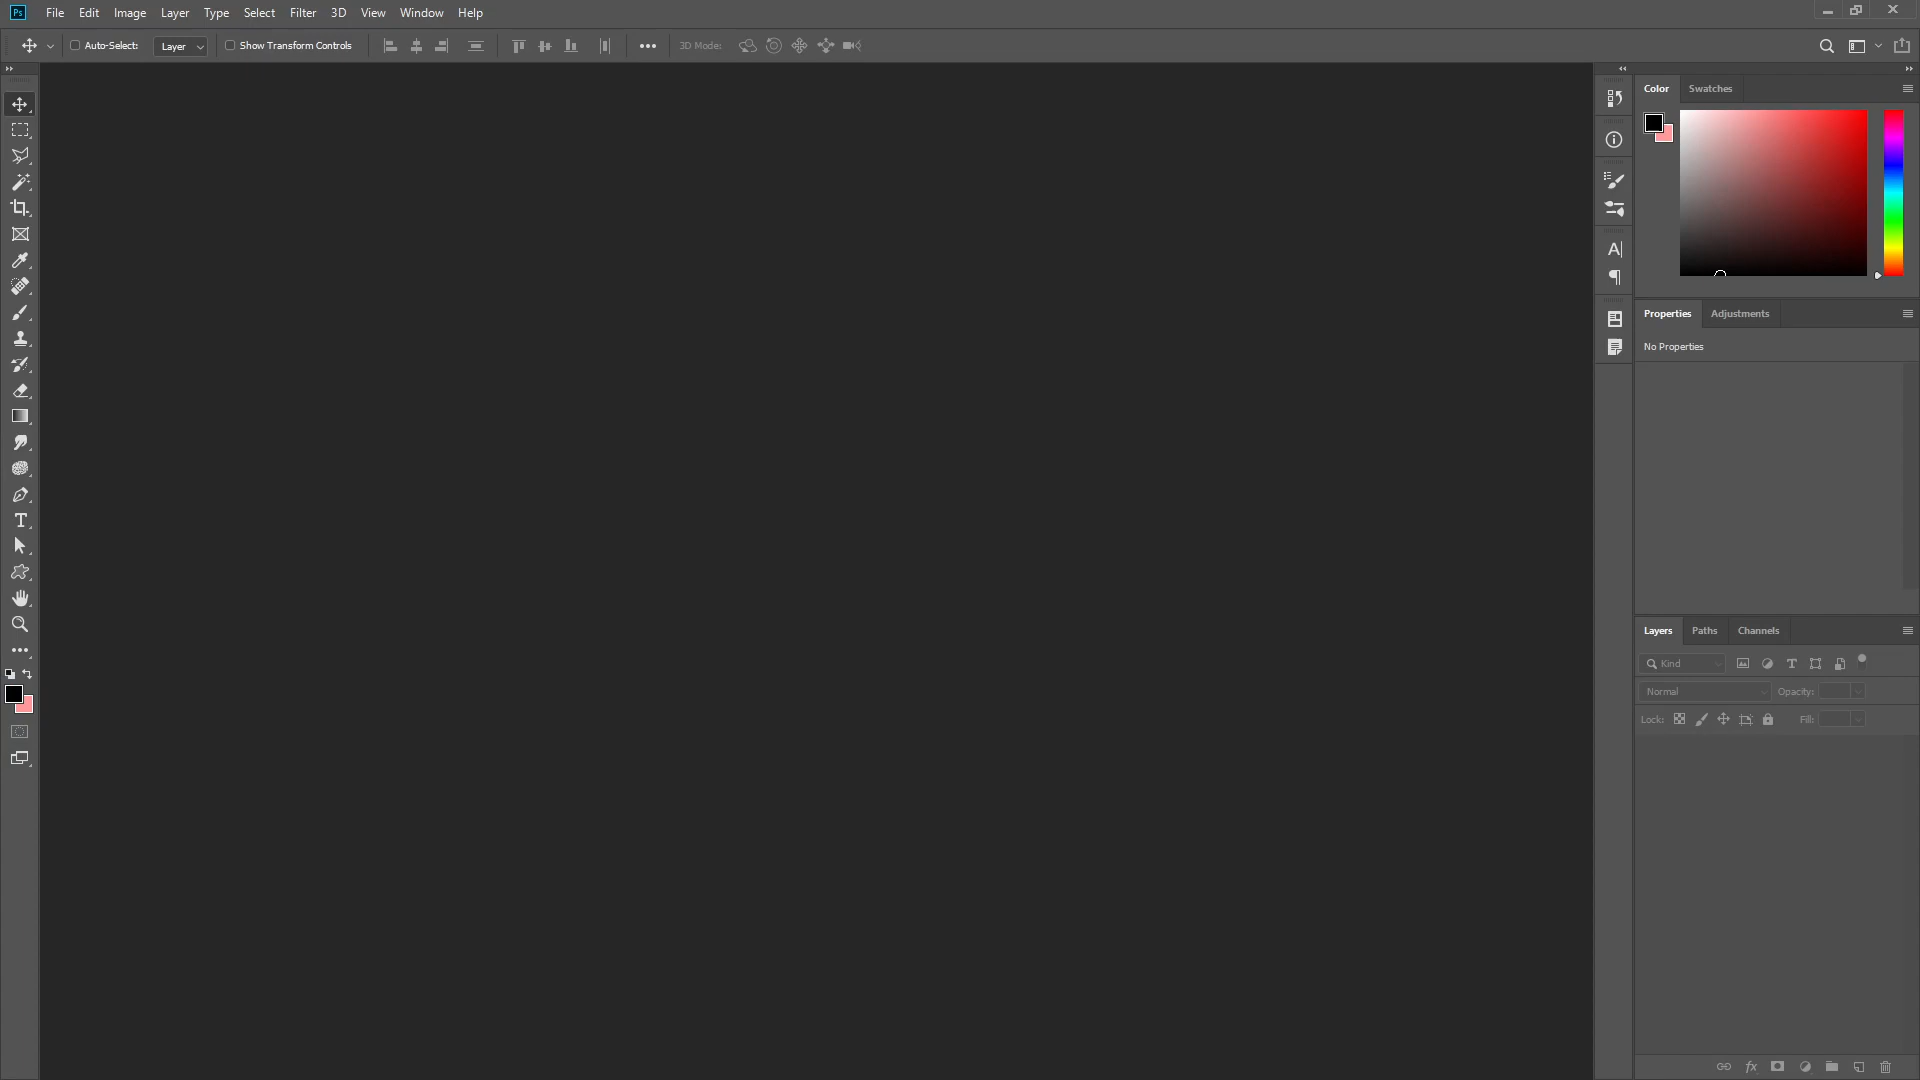 Ps File Edit Image Layer Type Select Filter 3D View Window Help
Auto-Select: Layer Show Transform Controls 3D Mode:
Color Swatches
Properties Adjustments
No Properties
Layers Paths Channels
Kind
Normal Opacity:
Lock: Fill: